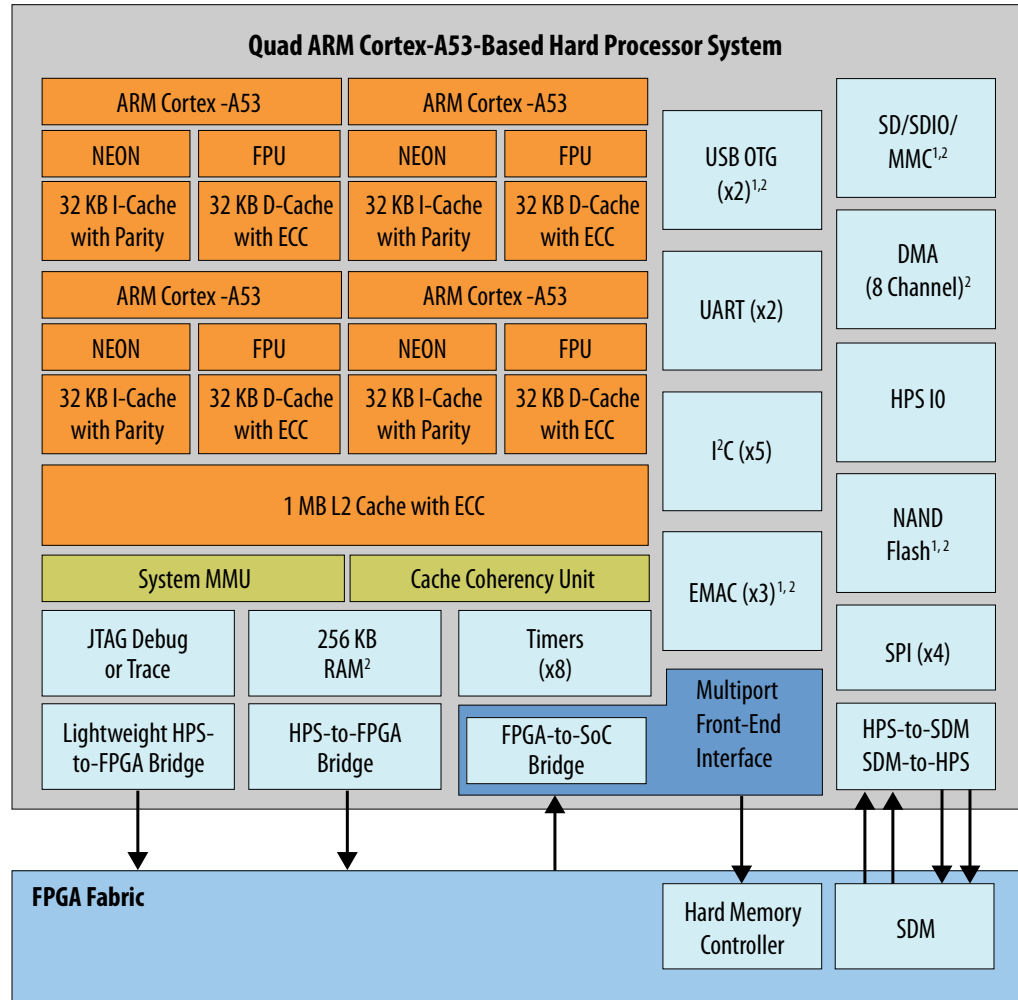 Quad ARM Cortex-A53-Based Hard Processor System
ARM Cortex -A53
NEON
FPU
32 KB I-Cache
with Parity
32 KB D-Cache
with ECC
ARM Cortex -A53
NEON
FPU
32 KB I-Cache
with Parity
32 KB D-Cache
with ECC
ARM Cortex -A53
NEON
FPU
32 KB I-Cache
with Parity
32 KB D-Cache
with ECC
ARM Cortex -A53
NEON
FPU
32 KB I-Cache
with Parity
32 KB D-Cache
with ECC
1 MB L2 Cache with ECC
System MMU
Cache Coherency Unit
JTAG Debug
or Trace
256 KB
RAM²
Timers
(x8)
Lightweight HPS-
to-FPGA Bridge
HPS-to-FPGA
Bridge
FPGA-to-SoC
Bridge
Multiport
Front-End
Interface
USB OTG
(x2)¹,²
UART (x2)
I²C (x5)
EMAC (x3)¹, ²
SD/SDIO/
MMC¹,²
DMA
(8 Channel)²
HPS IO
NAND
Flash¹, ²
SPI (x4)
HPS-to-SDM
SDM-to-HPS
FPGA Fabric
Hard Memory
Controller
SDM